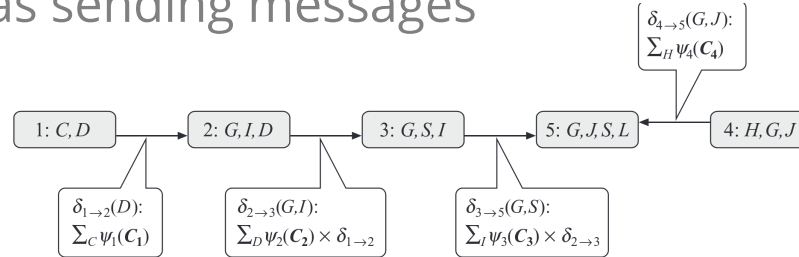 as sending messages
δ4→5(G,J):
∑H ψ4(C4)
1: C,D
2: G,I,D
3: G,S,I
5: G,J,S,L
4: H,G,J
δ1→2(D):
∑C ψ1(C1)
δ2→3(G,I):
∑D ψ2(C2) × δ1→2
δ3→5(G,S):
∑I ψ3(C3) × δ2→3